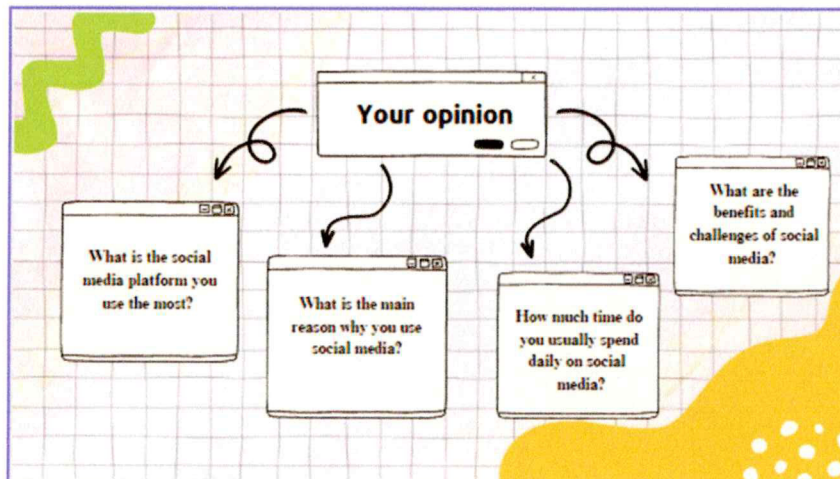 Your opinion
What is the social
media platform you
use the most?
What is the main
reason why you use
social media?
How much time do
you usually spend
daily on social
media?
What are the
benefits and
challenges of social
media?